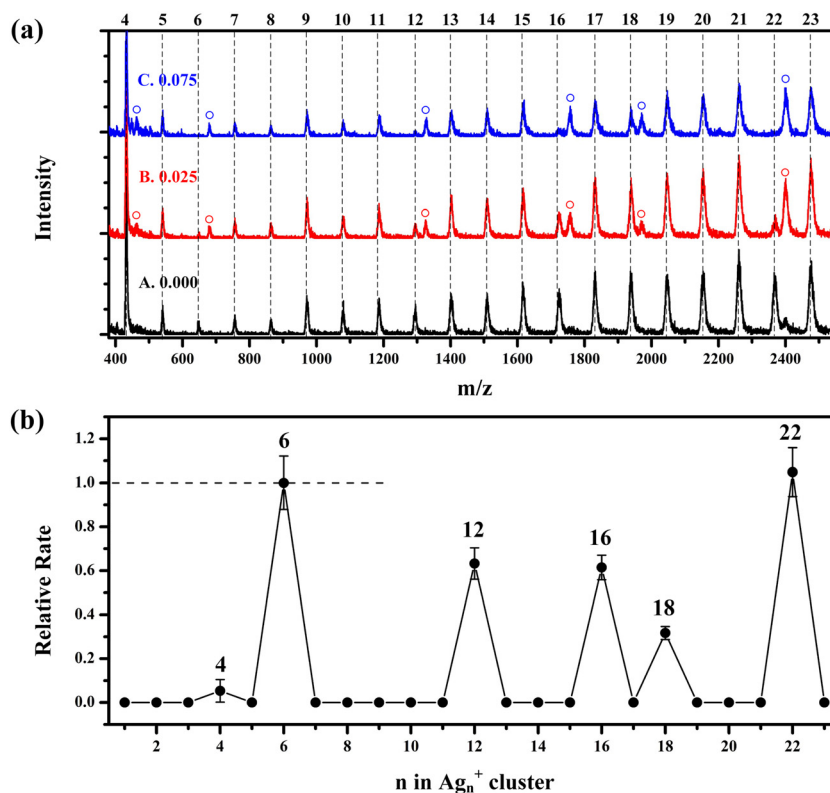 (a)
4 5 6 7 8 9 10 11 12 13 14 15 16 17 18 19 20 21 22 23
C. 0.075
B. 0.025
A. 0.000
Intensity
400 600 800 1000 1200 1400 1600 1800 2000 2200 2400
m/z
(b)
1.2
1.0
0.8
0.6
0.4
0.2
0.0
Relative Rate
4
6
12
16
18
22
2 4 6 8 10 12 14 16 18 20 22
n in Agₙ⁺ cluster